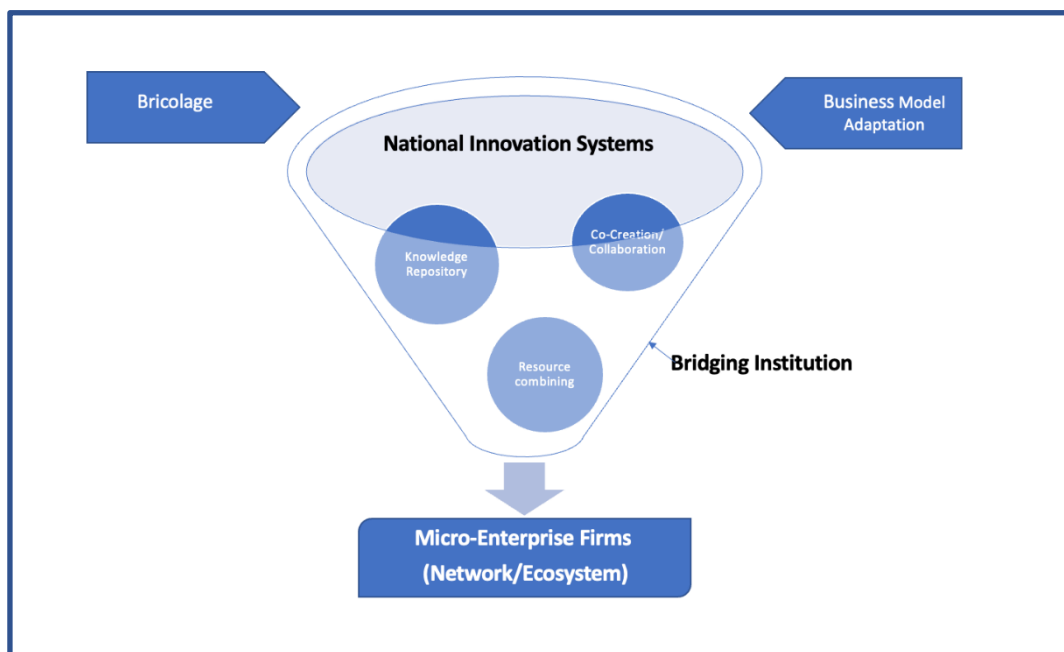 Bricolage
Business Model
Adaptation
National Innovation Systems
Knowledge
Repository
Co-Creation/
Collaboration
Resource
combining
Bridging Institution
Micro-Enterprise Firms
(Network/Ecosystem)